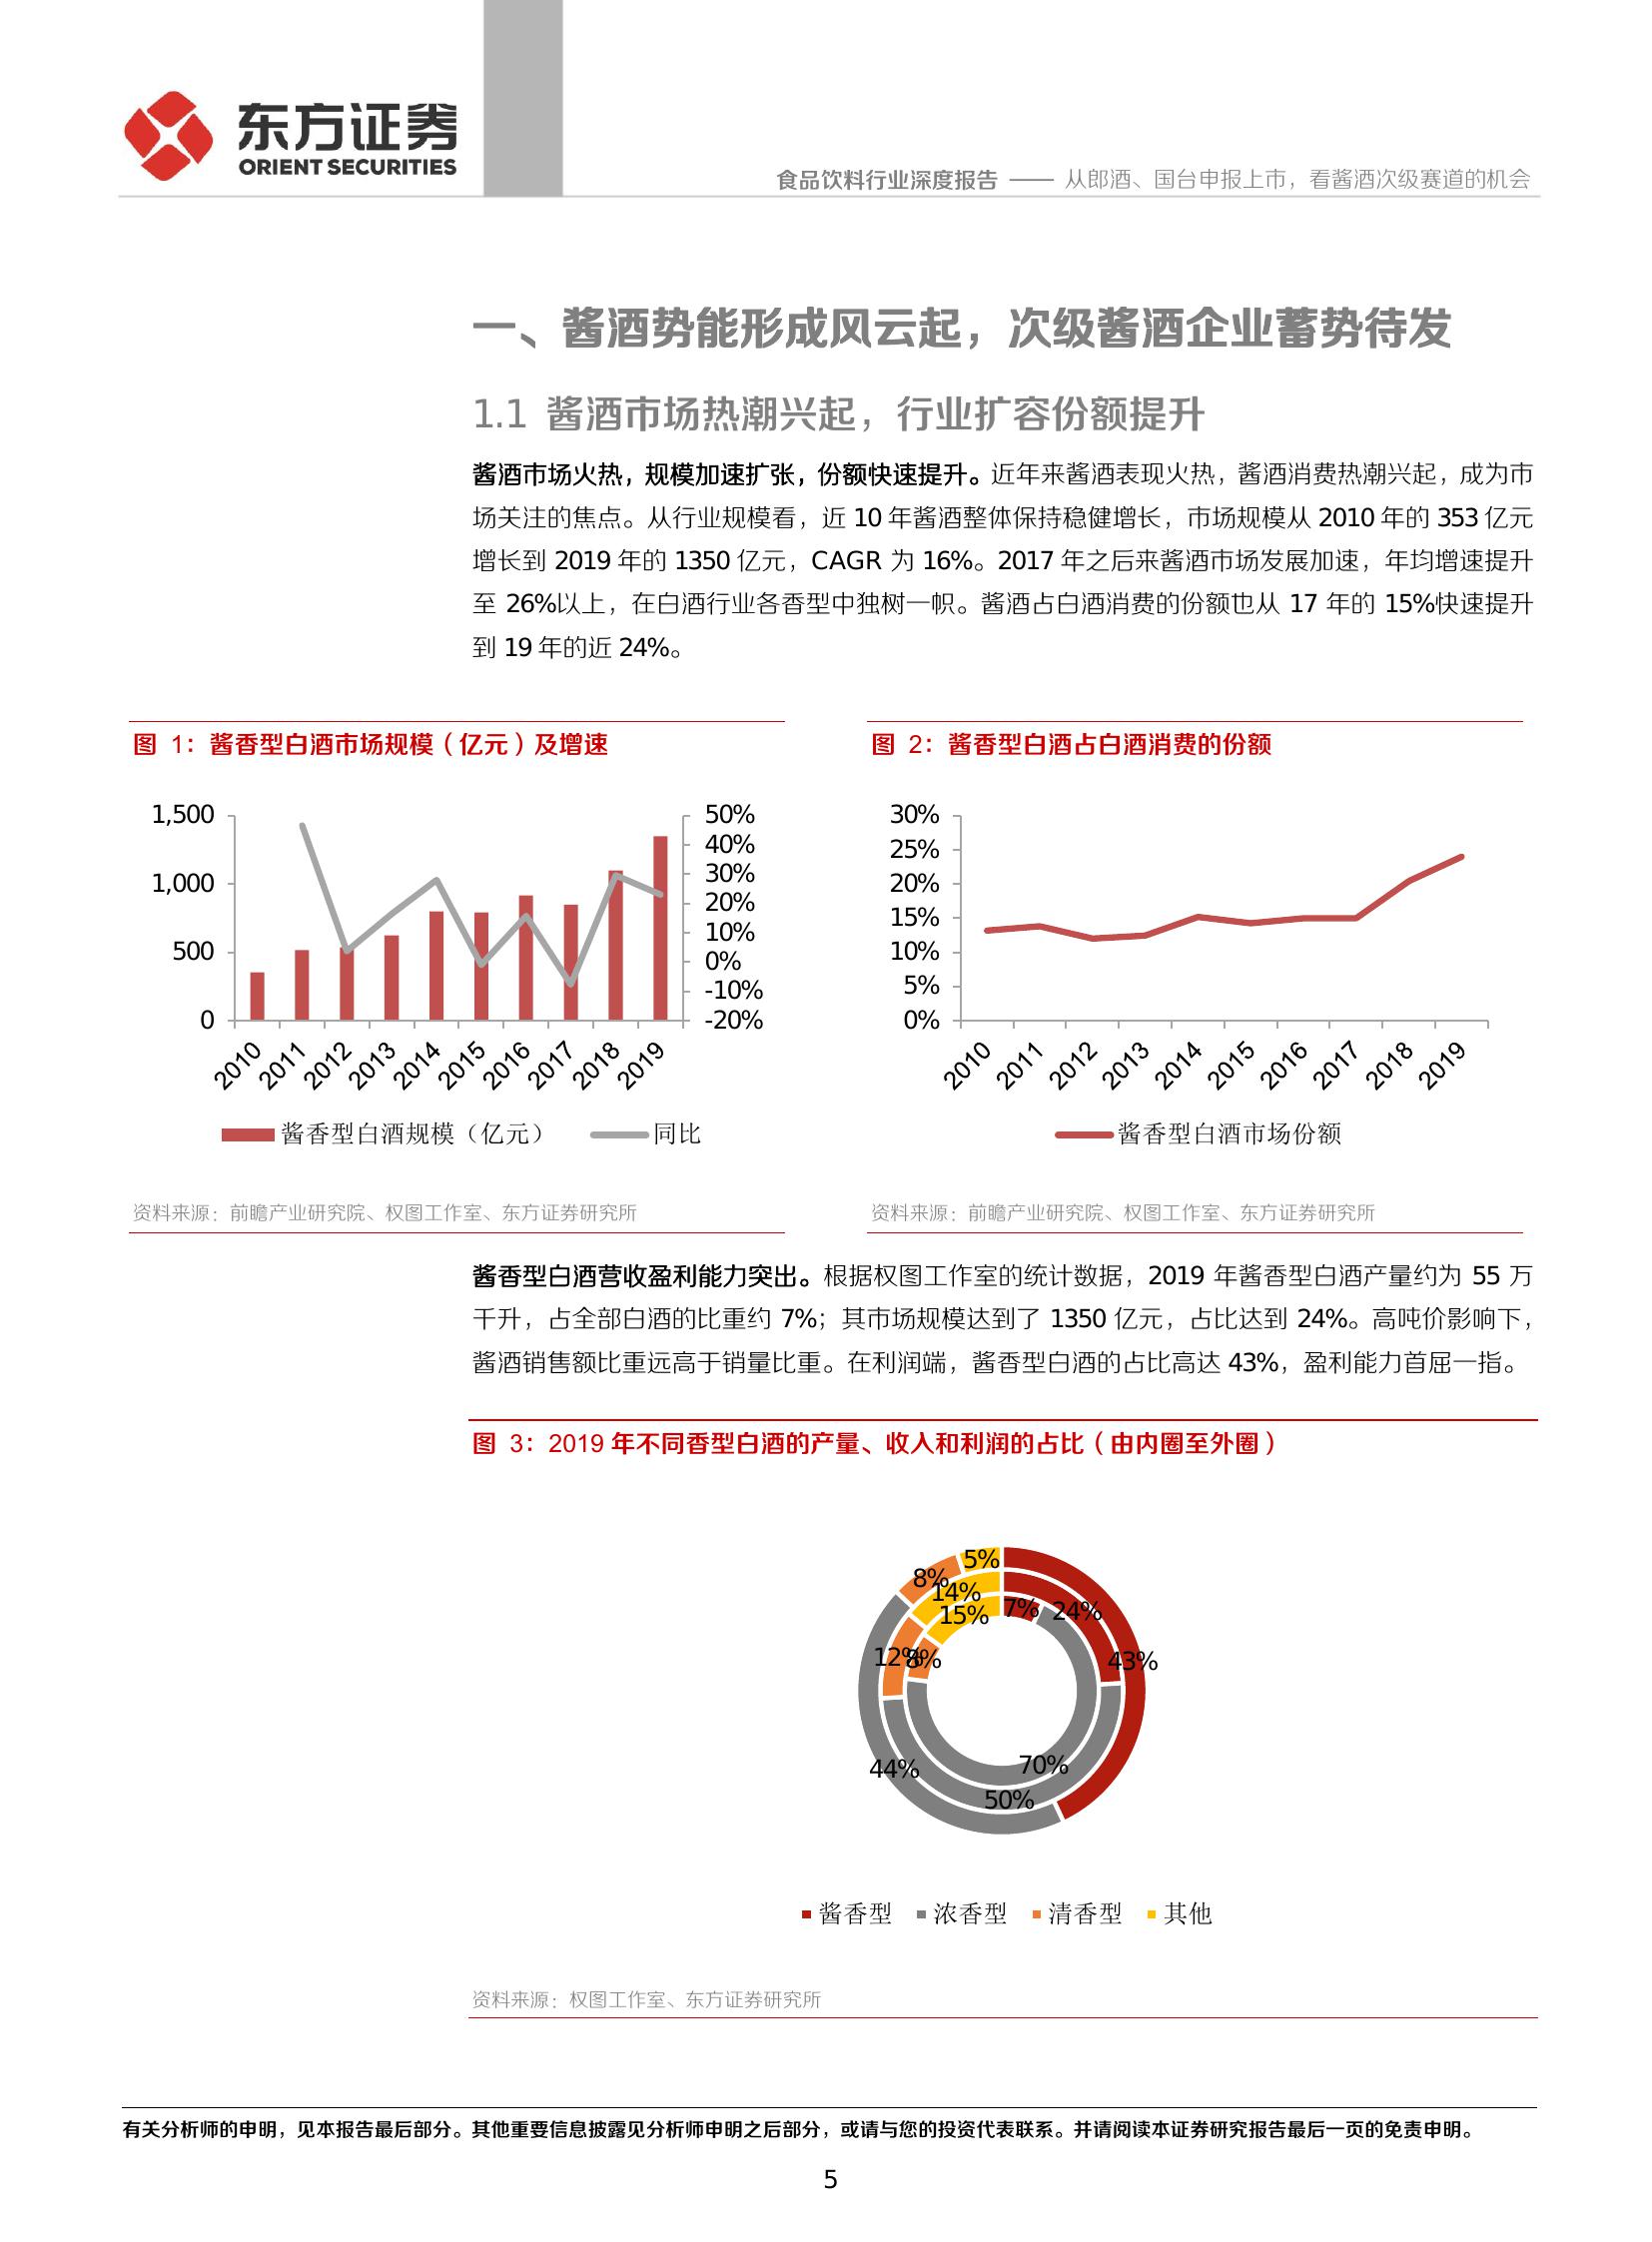 东方证券
ORIENT SECURITIES
食品饮料行业深度报告 —— 从郎酒、国台申报上市，看酱酒次级赛道的机会
一、酱酒势能形成风云起，次级酱酒企业蓄势待发
1.1 酱酒市场热潮兴起，行业扩容份额提升
酱酒市场火热，规模加速扩张，份额快速提升。近年来酱酒表现火热，酱酒消费热潮兴起，成为市
场关注的焦点。从行业规模看，近 10 年酱酒整体保持稳健增长，市场规模从 2010 年的 353 亿元
增长到 2019 年的 1350 亿元，CAGR 为 16%。2017 年之后来酱酒市场发展加速，年均增速提升
至 26%以上，在白酒行业各香型中独树一帜。酱酒占白酒消费的份额也从 17 年的 15%快速提升
到 19 年的近 24%。
图 1：酱香型白酒市场规模（亿元）及增速
1,500
1,000
500
0
50%
40%
30%
20%
10%
0%
-10%
-20%
2010 2011 2012 2013 2014 2015 2016 2017 2018 2019
酱香型白酒规模（亿元） 同比
资料来源：前瞻产业研究院、权图工作室、东方证券研究所
图 2：酱香型白酒占白酒消费的份额
30%
25%
20%
15%
10%
5%
0%
2010 2011 2012 2013 2014 2015 2016 2017 2018 2019
酱香型白酒市场份额
资料来源：前瞻产业研究院、权图工作室、东方证券研究所
酱香型白酒营收盈利能力突出。根据权图工作室的统计数据，2019 年酱香型白酒产量约为 55 万
千升，占全部白酒的比重约 7%；其市场规模达到了 1350 亿元，占比达到 24%。高吨价影响下，
酱酒销售额比重远高于销量比重。在利润端，酱香型白酒的占比高达 43%，盈利能力首屈一指。
图 3：2019 年不同香型白酒的产量、收入和利润的占比（由内圈至外圈）
5%
8%
14%
15%
7%
24%
12%
8%
43%
70%
44%
50%
酱香型 浓香型 清香型 其他
资料来源：权图工作室、东方证券研究所
有关分析师的申明，见本报告最后部分。其他重要信息披露见分析师申明之后部分，或请与您的投资代表联系。并请阅读本证券研究报告最后一页的免责申明。
5